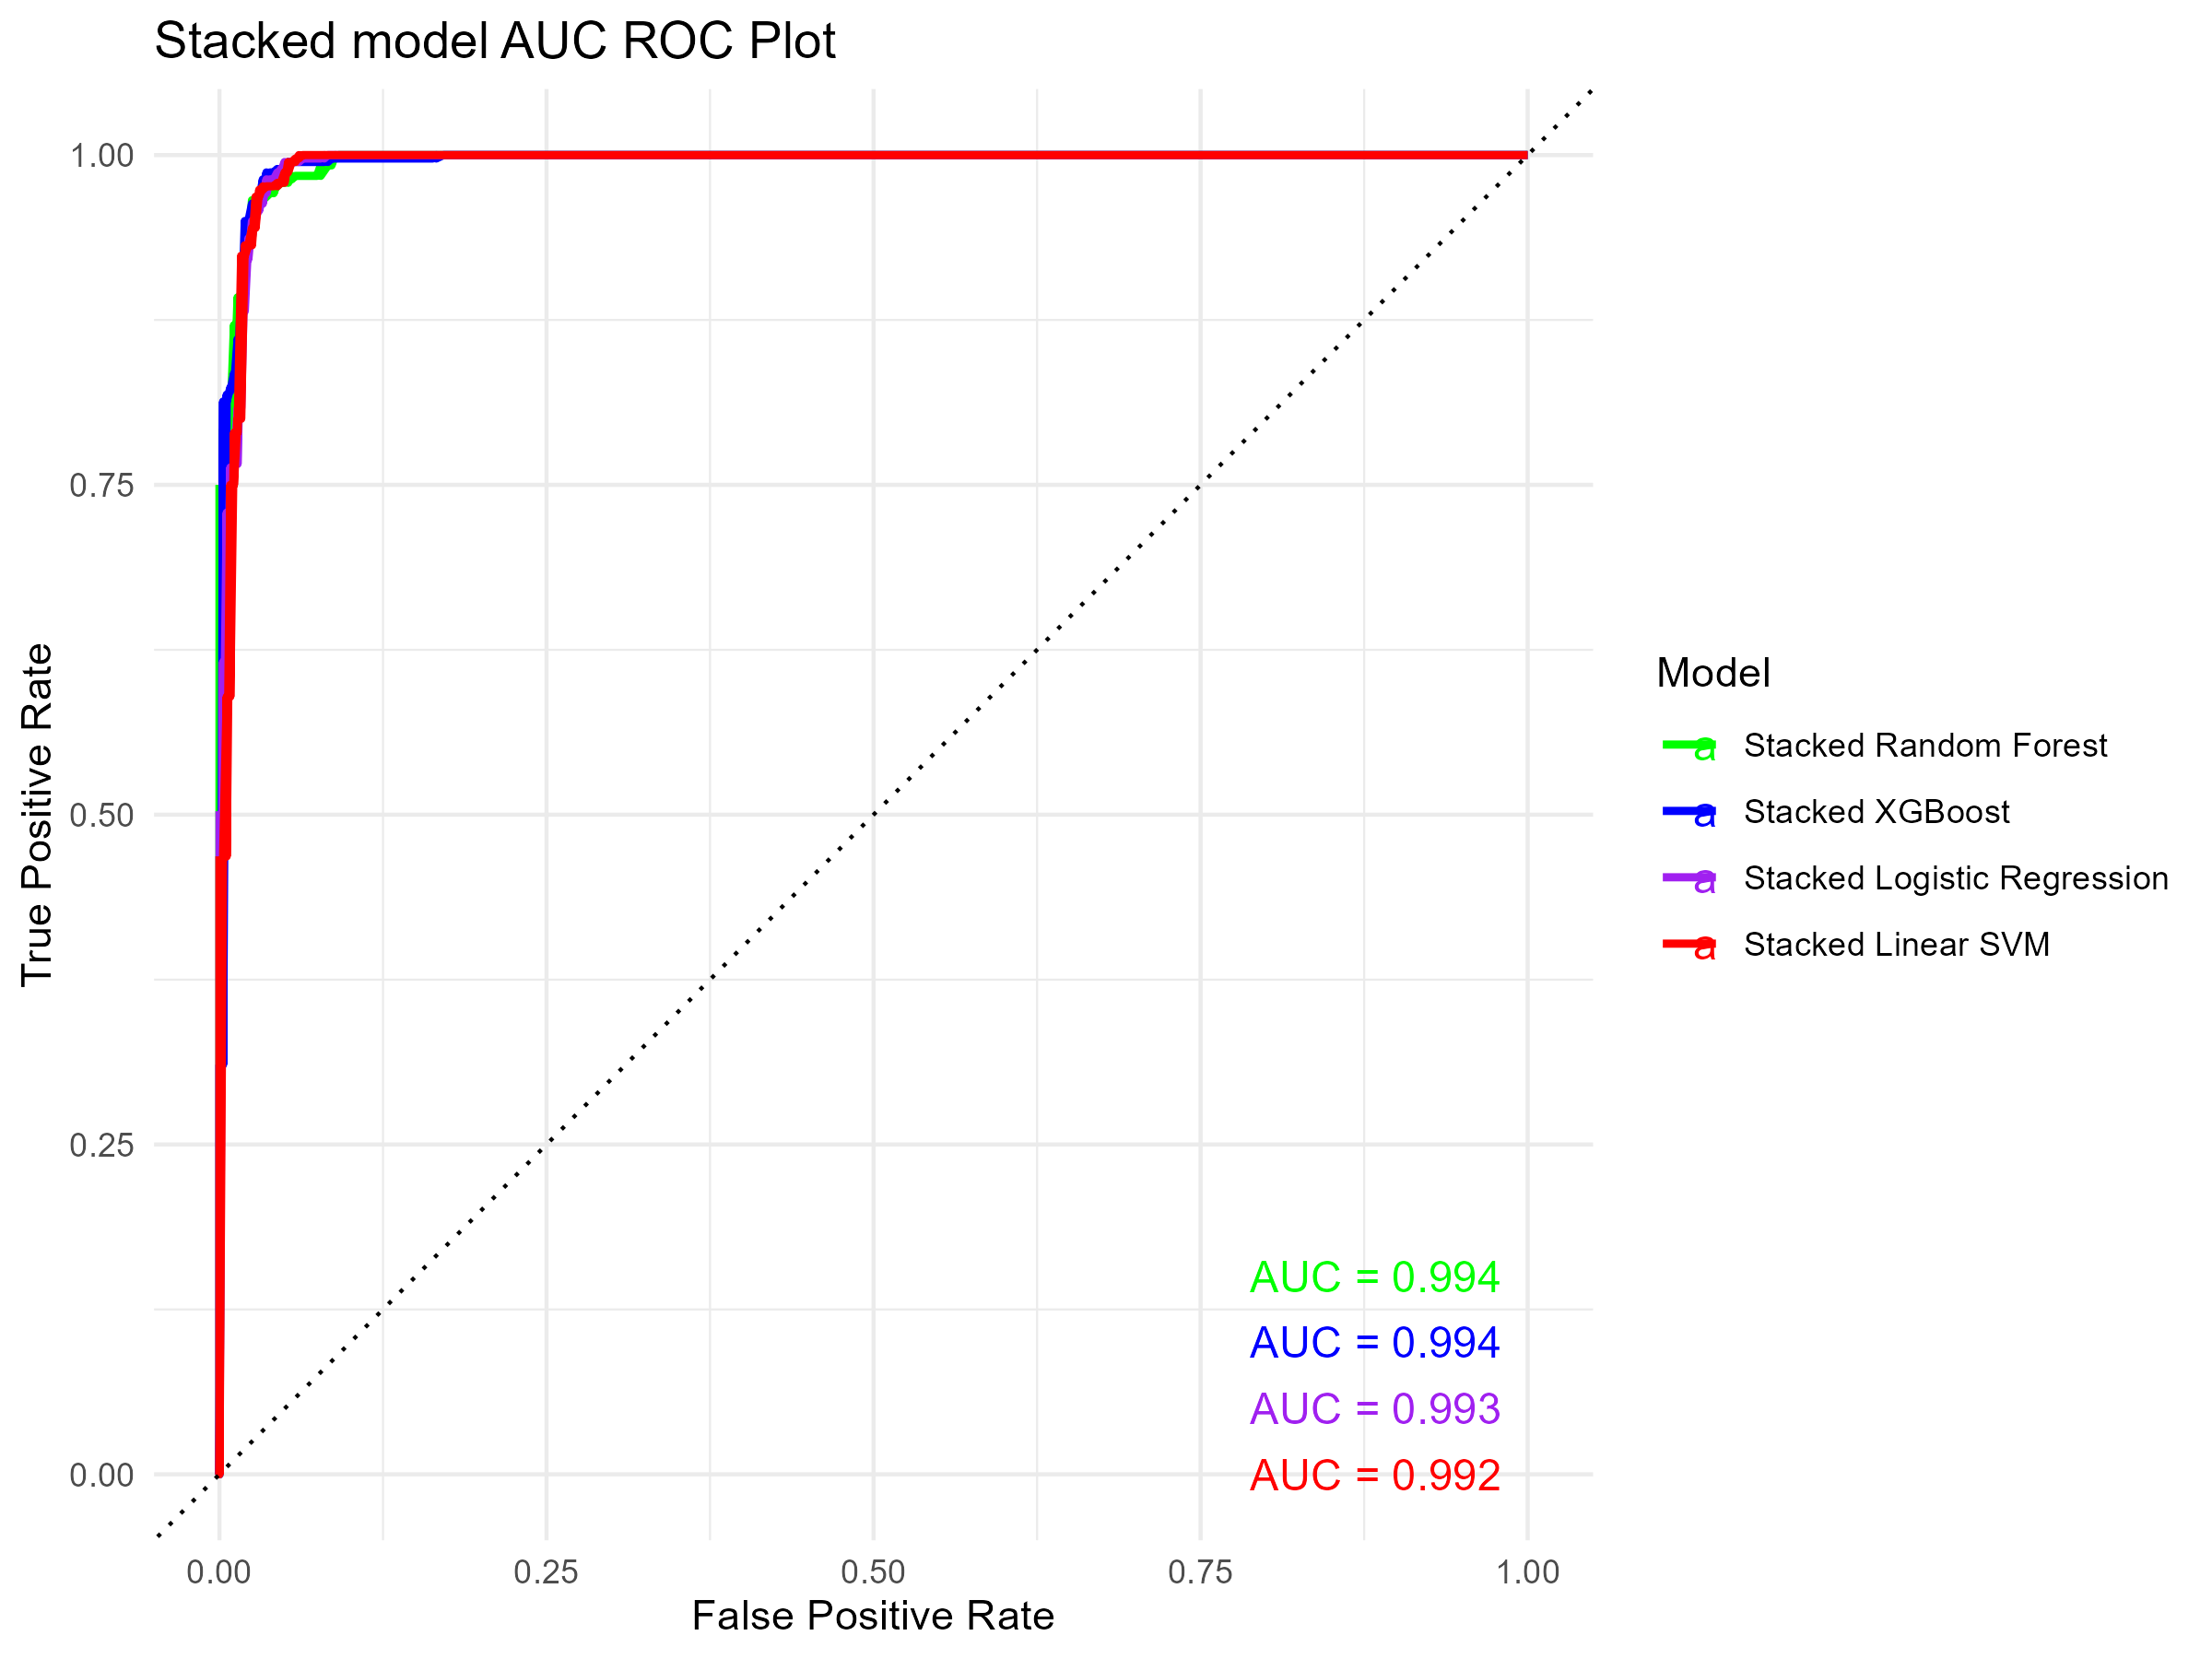 Stacked model AUC ROC Plot
1.00
0.75
0.50
0.25
0.00
True Positive Rate
AUC = 0.994
AUC = 0.994
AUC = 0.993
AUC = 0.992
0.00 0.25 0.50 0.75 1.00
False Positive Rate
Model
a Stacked Random Forest
a Stacked XGBoost
a Stacked Logistic Regression
a Stacked Linear SVM